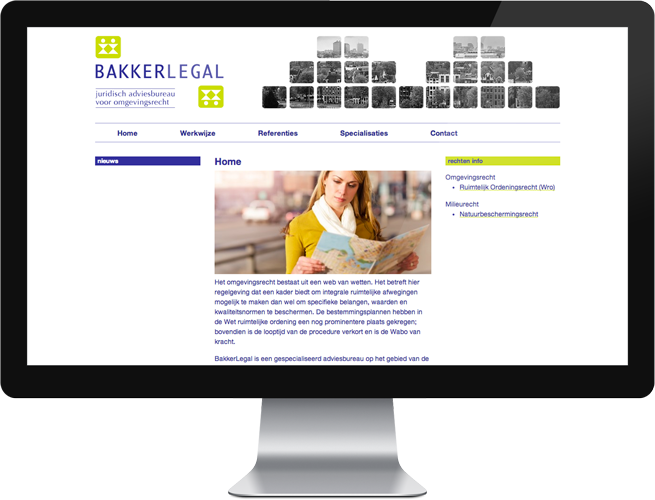 BAKKERLEGAL
juridisch adviesbureau
voor omgevingsrecht
Home Werkwijze Referenties Specialisaties Contact
nieuws
Home
Het omgevingsrecht bestaat uit een web van wetten. Het betreft hier
regelgeving dat een kader biedt om integrale ruimtelijke afwegingen
mogelijk te maken dan wel om specifieke belangen, waarden en
kwaliteitsnormen te beschermen. De bestemmingsplannen hebben in
de Wet ruimtelijke ordening een nog prominentere plaats gekregen;
bovendien is de looptijd van de procedure verkort en is de Wabo van
kracht.
BakkerLegal is een gespecialiseerd adviesbureau op het gebied van de
rechten info
Omgevingsrecht
• Ruimtelijk Ordeningsrecht (Wro)
Milieurecht
• Natuurbeschermingsrecht